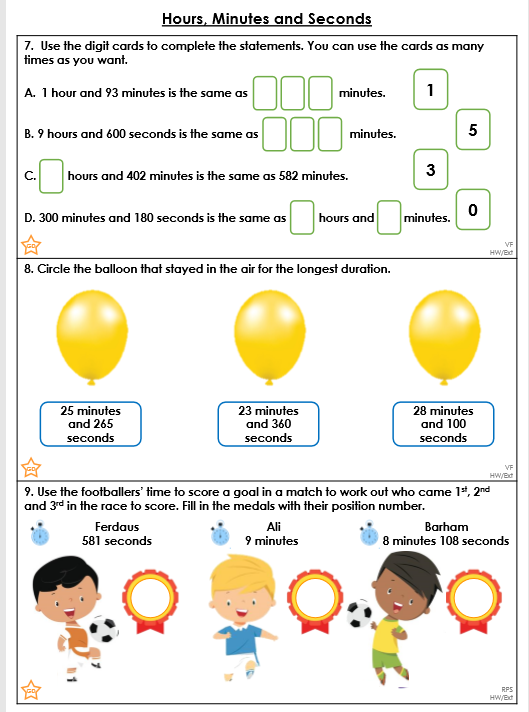 Hours, Minutes and Seconds
7. Use the digit cards to complete the statements. You can use the cards as many
times as you want.
A. 1 hour and 93 minutes is the same as minutes.
1
B. 9 hours and 600 seconds is the same as minutes.
5
C. hours and 402 minutes is the same as 582 minutes.
3
D. 300 minutes and 180 seconds is the same as hours and minutes.
0
GD
VF
HW/Ext
8. Circle the balloon that stayed in the air for the longest duration.
25 minutes
and 265
seconds
23 minutes
and 360
seconds
28 minutes
and 100
seconds
GD
VF
HW/Ext
9. Use the footballers' time to score a goal in a match to work out who came 1st, 2nd
and 3rd in the race to score. Fill in the medals with their position number.
Ferdaus
581 seconds
Ali
9 minutes
Barham
8 minutes 108 seconds
GD
RPS
HW/Ext